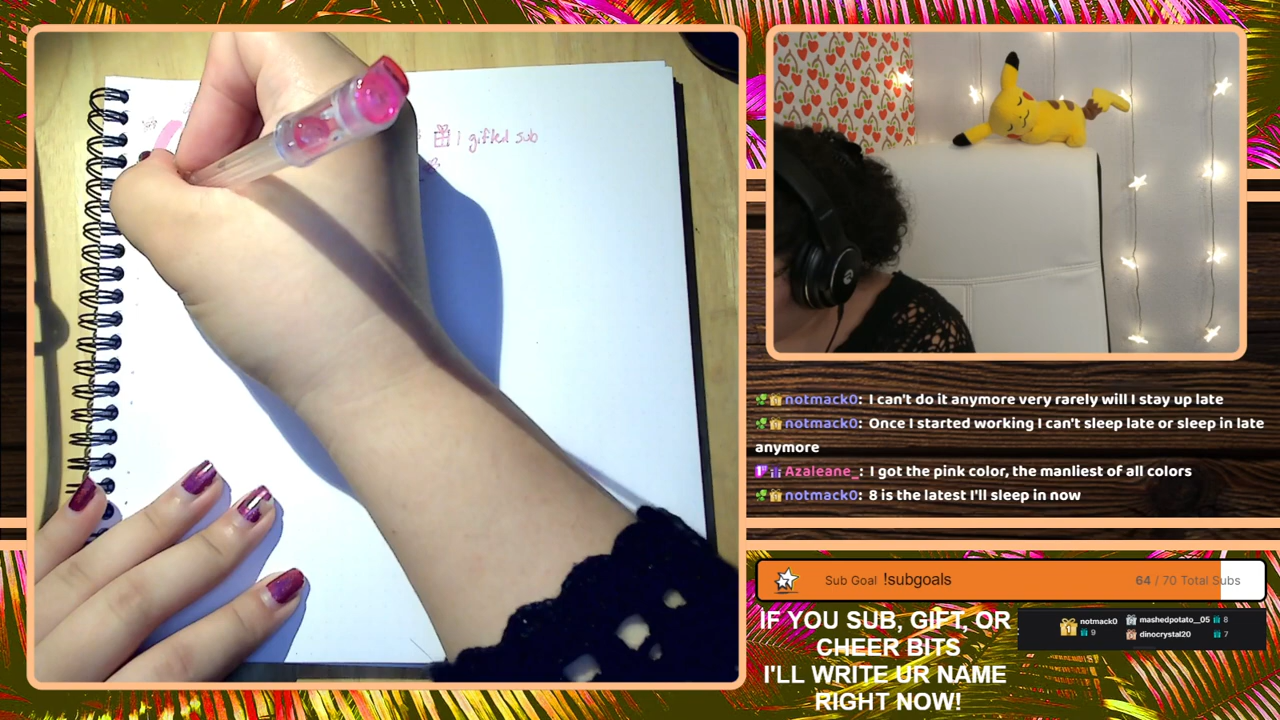 1 gifted sub
notmack0: I can't do it anymore very rarely will I stay up late
notmack0: Once I started working I can't sleep late or sleep in late
anymore
Azaleane_: I got the pink color, the manliest of all colors
notmack0: 8 is the latest I'll sleep in now
Sub Goal !subgoals 64 / 70 Total Subs
IF YOU SUB, GIFT, OR
CHEER BITS
I'LL WRITE UR NAME
RIGHT NOW!
1 notmack0 9
mashedpotato__05 8
dinocrystal20 7